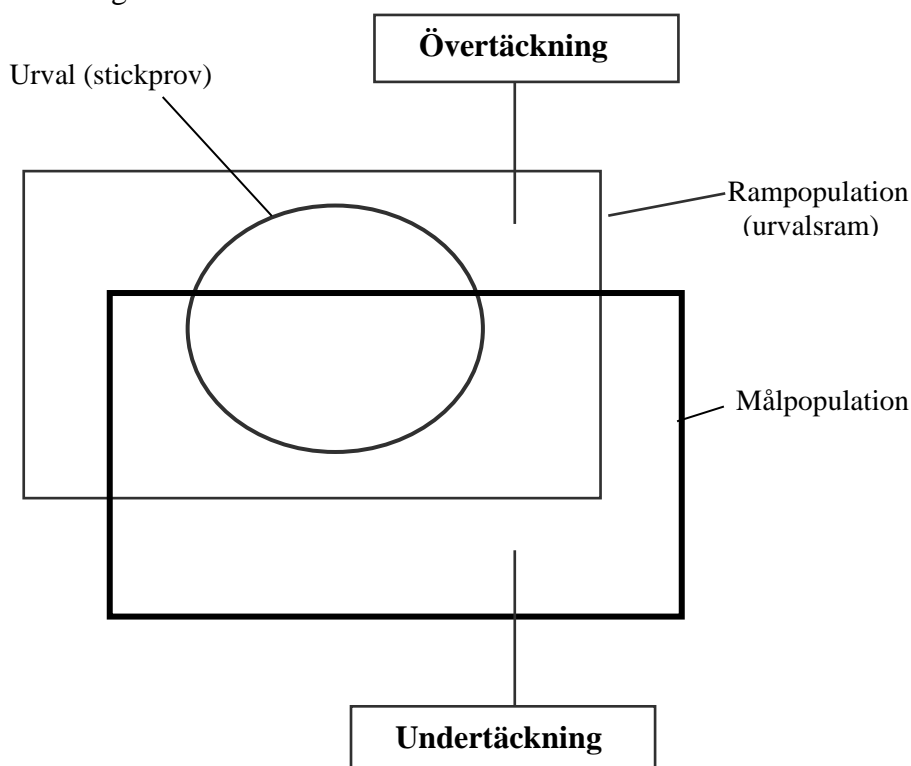 Övertäckning
Urval (stickprov)
Rampopulation
(urvalsram)
Målpopulation
Undertäckning